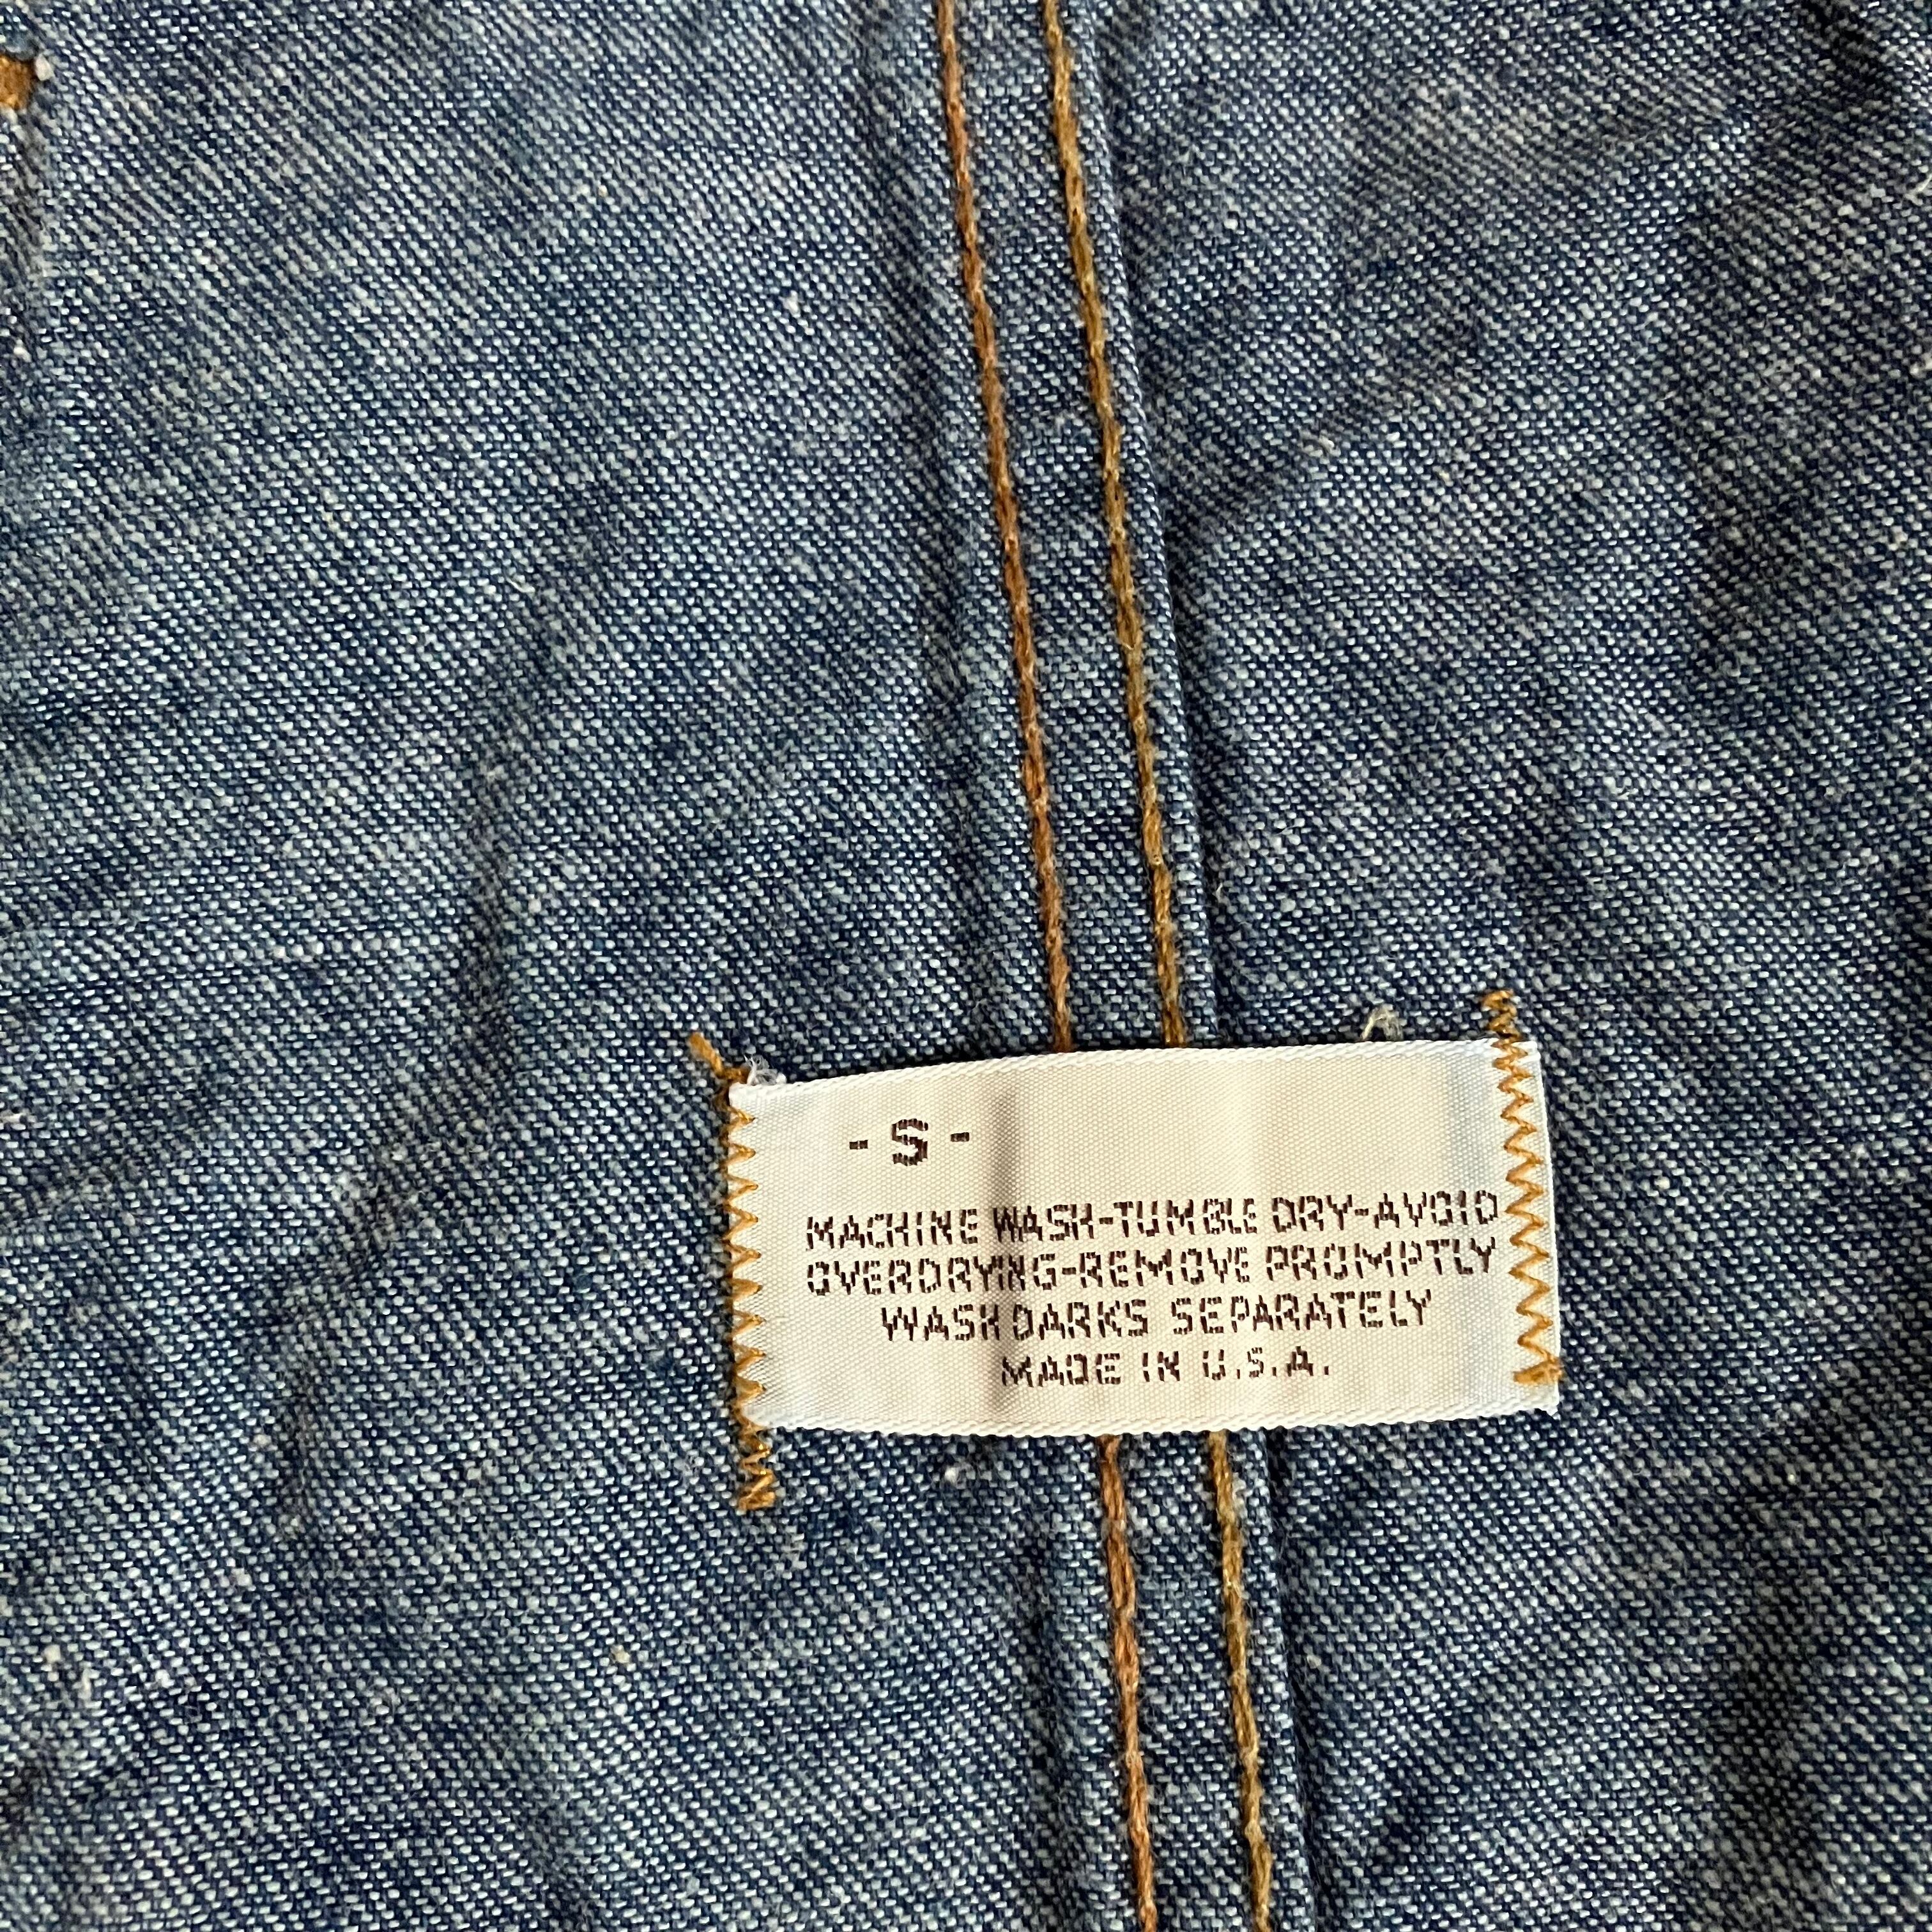 - S -
MACHINE WASH-TUMBLE DRY-AVOID
OVERDRYING-REMOVE PROMPTLY
WASH DARKS SEPARATELY
MADE IN U.S.A.